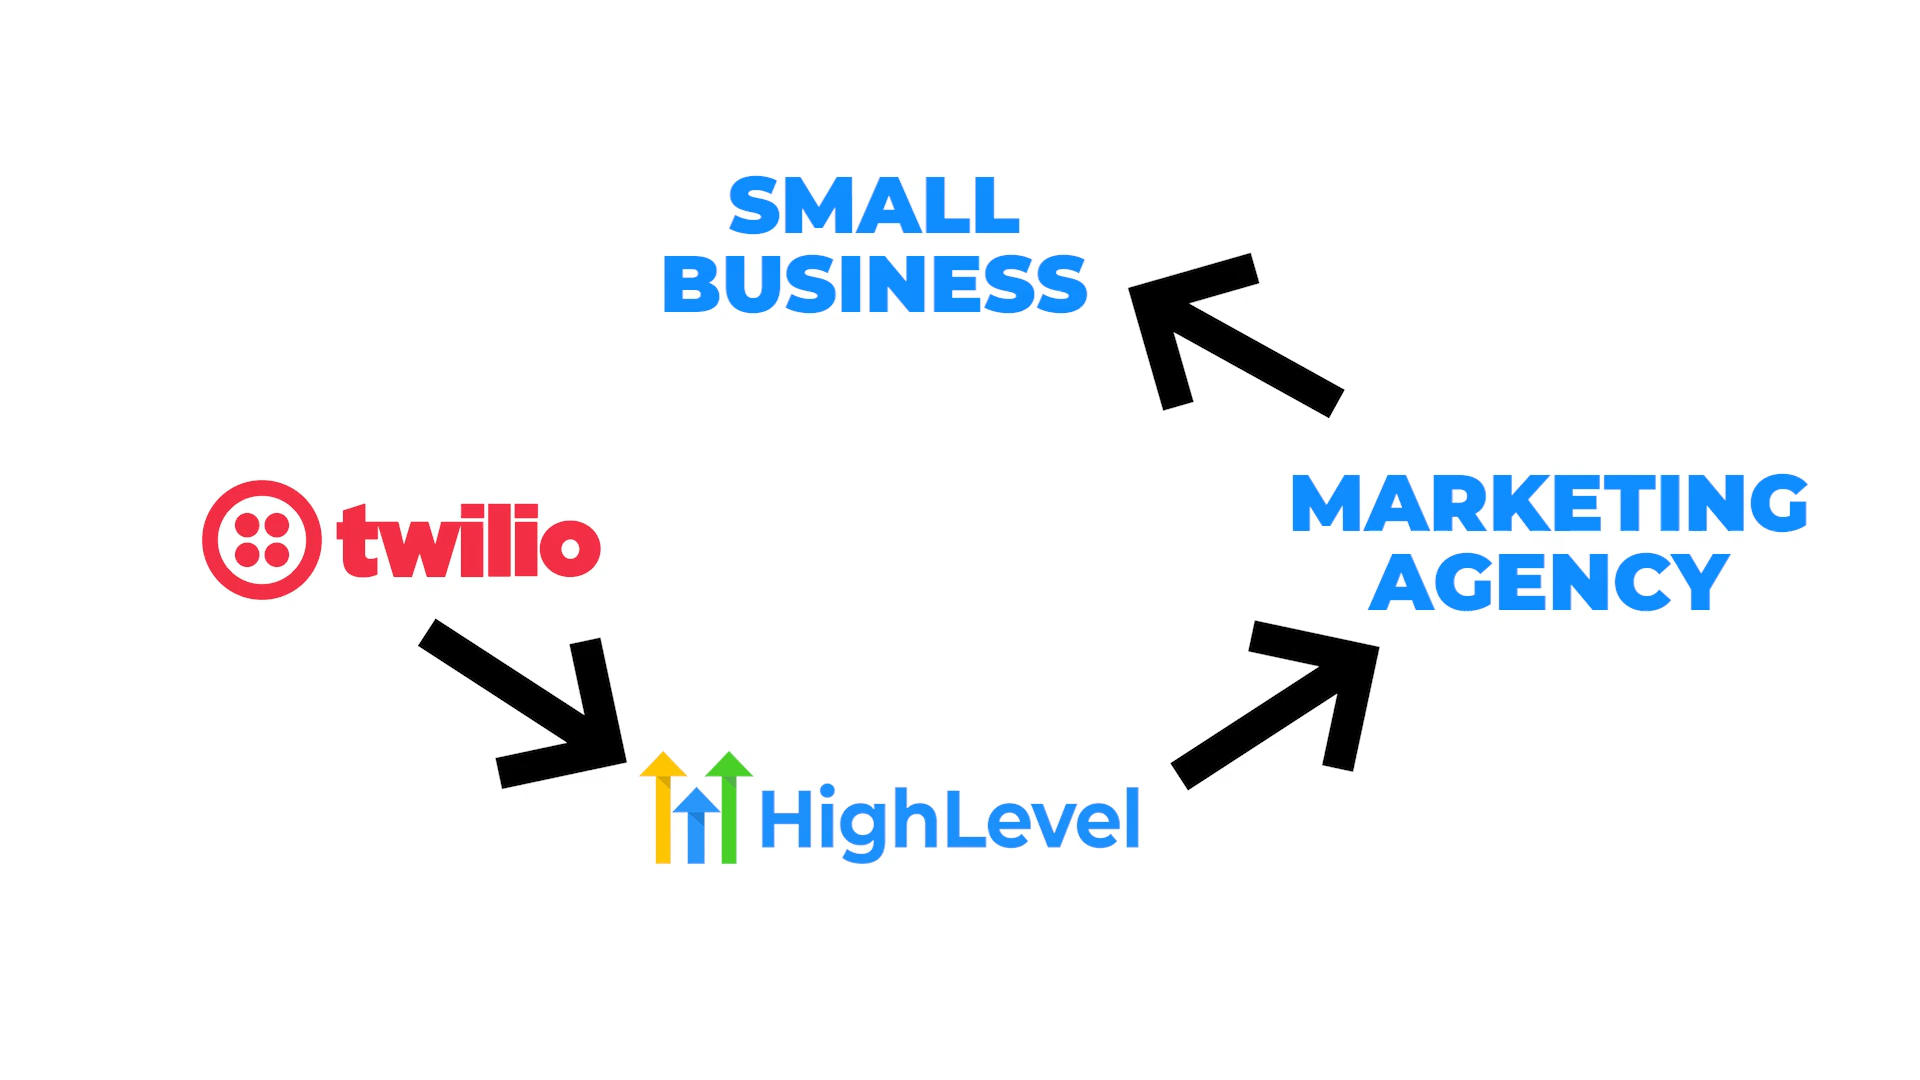 SMALL
BUSINESS
twilio
MARKETING
AGENCY
HighLevel